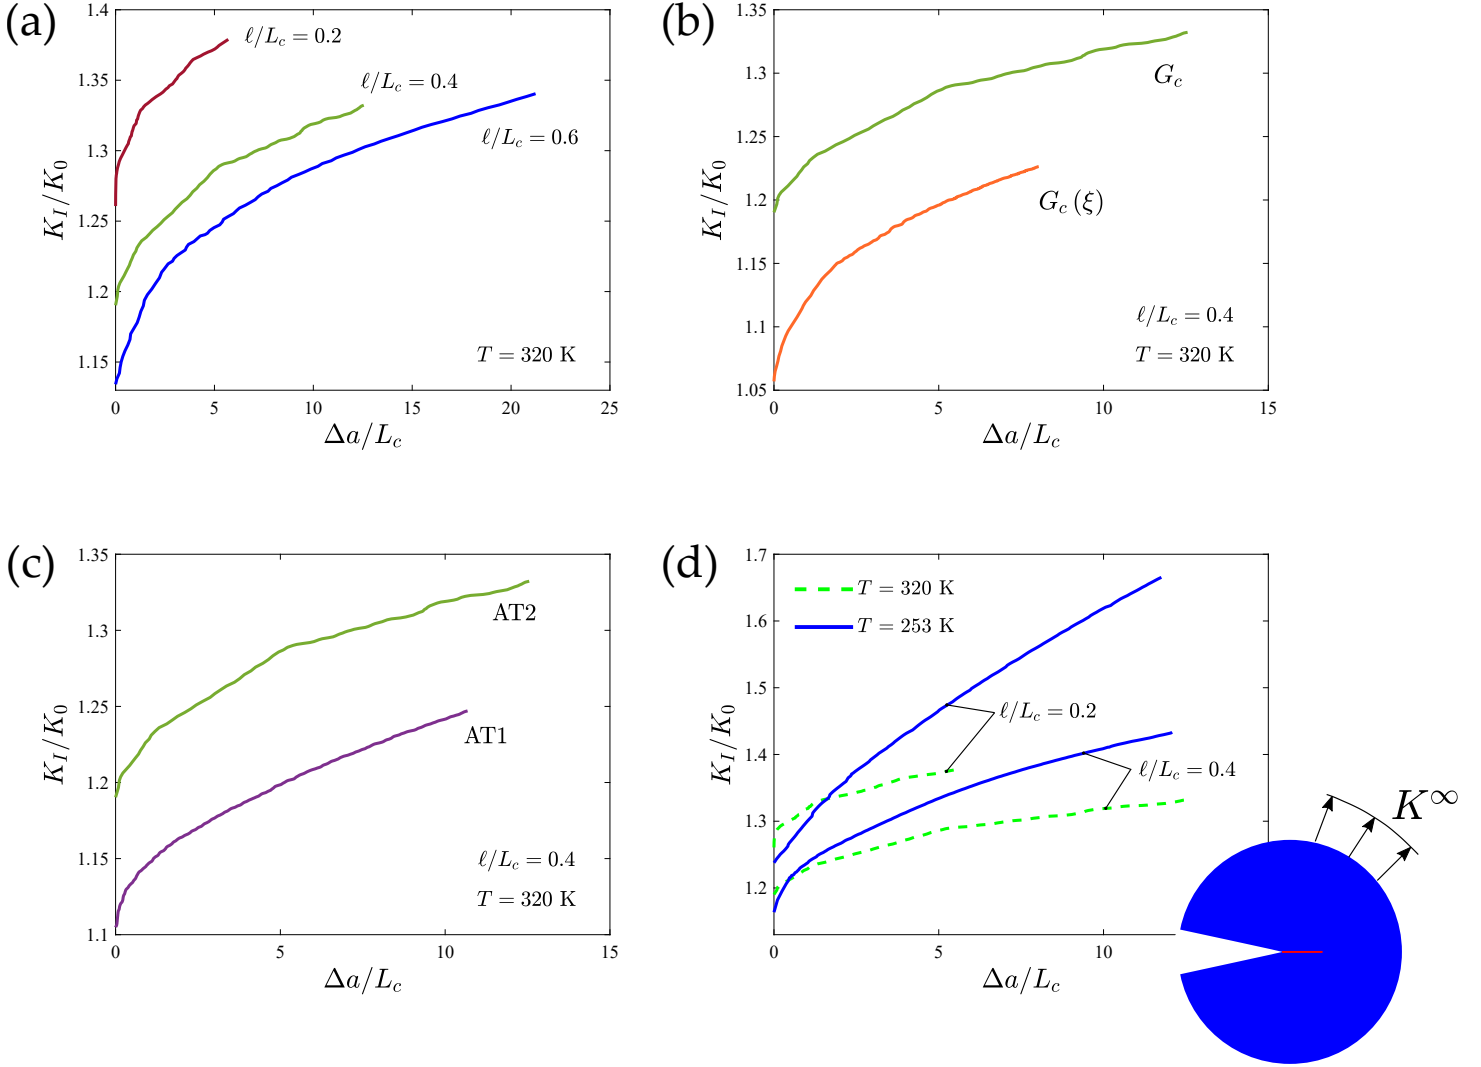 (a)
1.4
1.35
1.3
1.25
1.2
1.15
K_I/K_0
ℓ/L_c = 0.2
ℓ/L_c = 0.4
ℓ/L_c = 0.6
T = 320 K
0 5 10 15 20 25
Δa/L_c
(b)
1.35
1.3
1.25
1.2
1.15
1.1
1.05
K_I/K_0
G_c
G_c (ξ)
ℓ/L_c = 0.4
T = 320 K
0 5 10 15
Δa/L_c
(c)
1.35
1.3
1.25
1.2
1.15
1.1
K_I/K_0
AT2
AT1
ℓ/L_c = 0.4
T = 320 K
0 5 10 15
Δa/L_c
(d)
1.7
1.6
1.5
1.4
1.3
1.2
K_I/K_0
T = 320 K
T = 253 K
ℓ/L_c = 0.2
ℓ/L_c = 0.4
0 5 10
Δa/L_c
K^∞